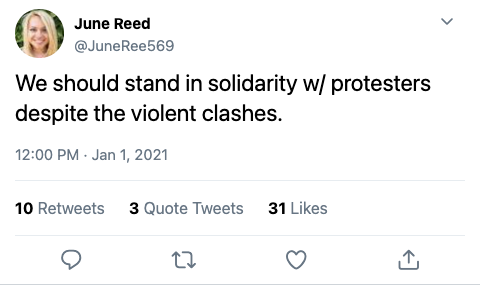 June Reed
@JuneRee569
We should stand in solidarity w/ protesters
despite the violent clashes.
12:00 PM · Jan 1, 2021
10 Retweets 3 Quote Tweets 31 Likes